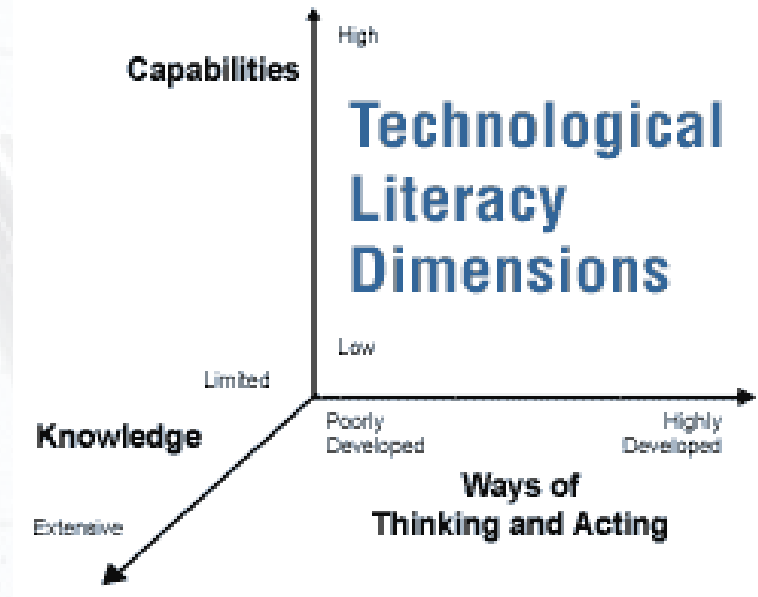 High
Capabilities
Technological
Literacy
Dimensions
Low
Limited
Knowledge
Extensive
Poorly
Developed
Highly
Developed
Ways of
Thinking and Acting